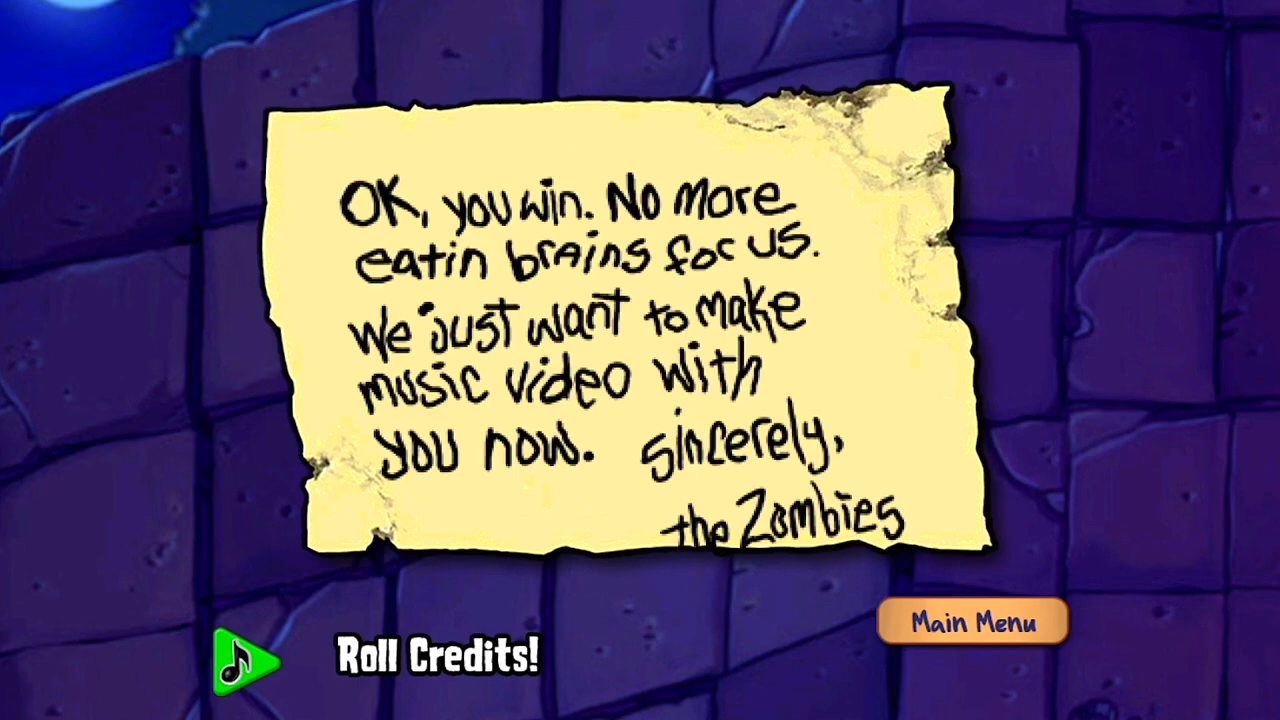 OK, you win. No more
eatin brains for us.
We just want to make
music video with
you now. sincerely,
the Zombies
Main Menu
Roll Credits!